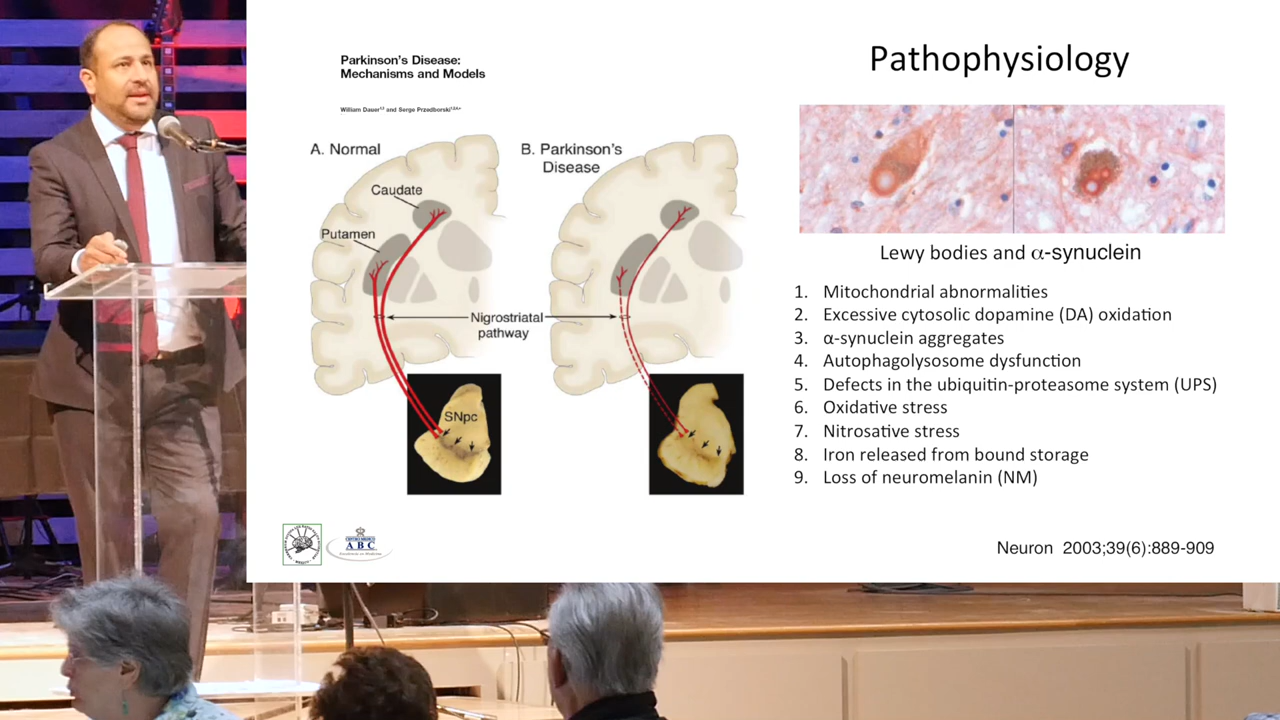 Pathophysiology
Parkinson's Disease:
Mechanisms and Models
William Dauer and Serge Przedborski
A. Normal
B. Parkinson's
Disease
Caudate
Putamen
Nigrostriatal
pathway
SNpc
Lewy bodies and α-synuclein
1. Mitochondrial abnormalities
2. Excessive cytosolic dopamine (DA) oxidation
3. α-synuclein aggregates
4. Autophagolysosome dysfunction
5. Defects in the ubiquitin-proteasome system (UPS)
6. Oxidative stress
7. Nitrosative stress
8. Iron released from bound storage
9. Loss of neuromelanin (NM)
ABC
Neuron 2003;39(6):889-909